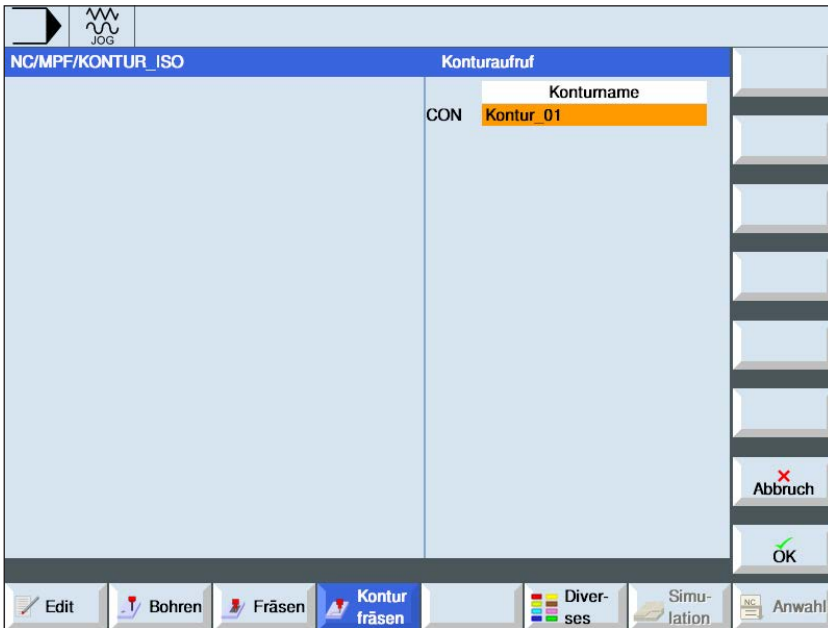 JOG
NC/MPF/KONTUR_ISO
Konturaufruf
Konturname
CON Kontur_01
Abbruch
OK
Edit
Bohren
Fräsen
Kontur
fräsen
Diver-
ses
Simu-
lation
NC
Anwahl